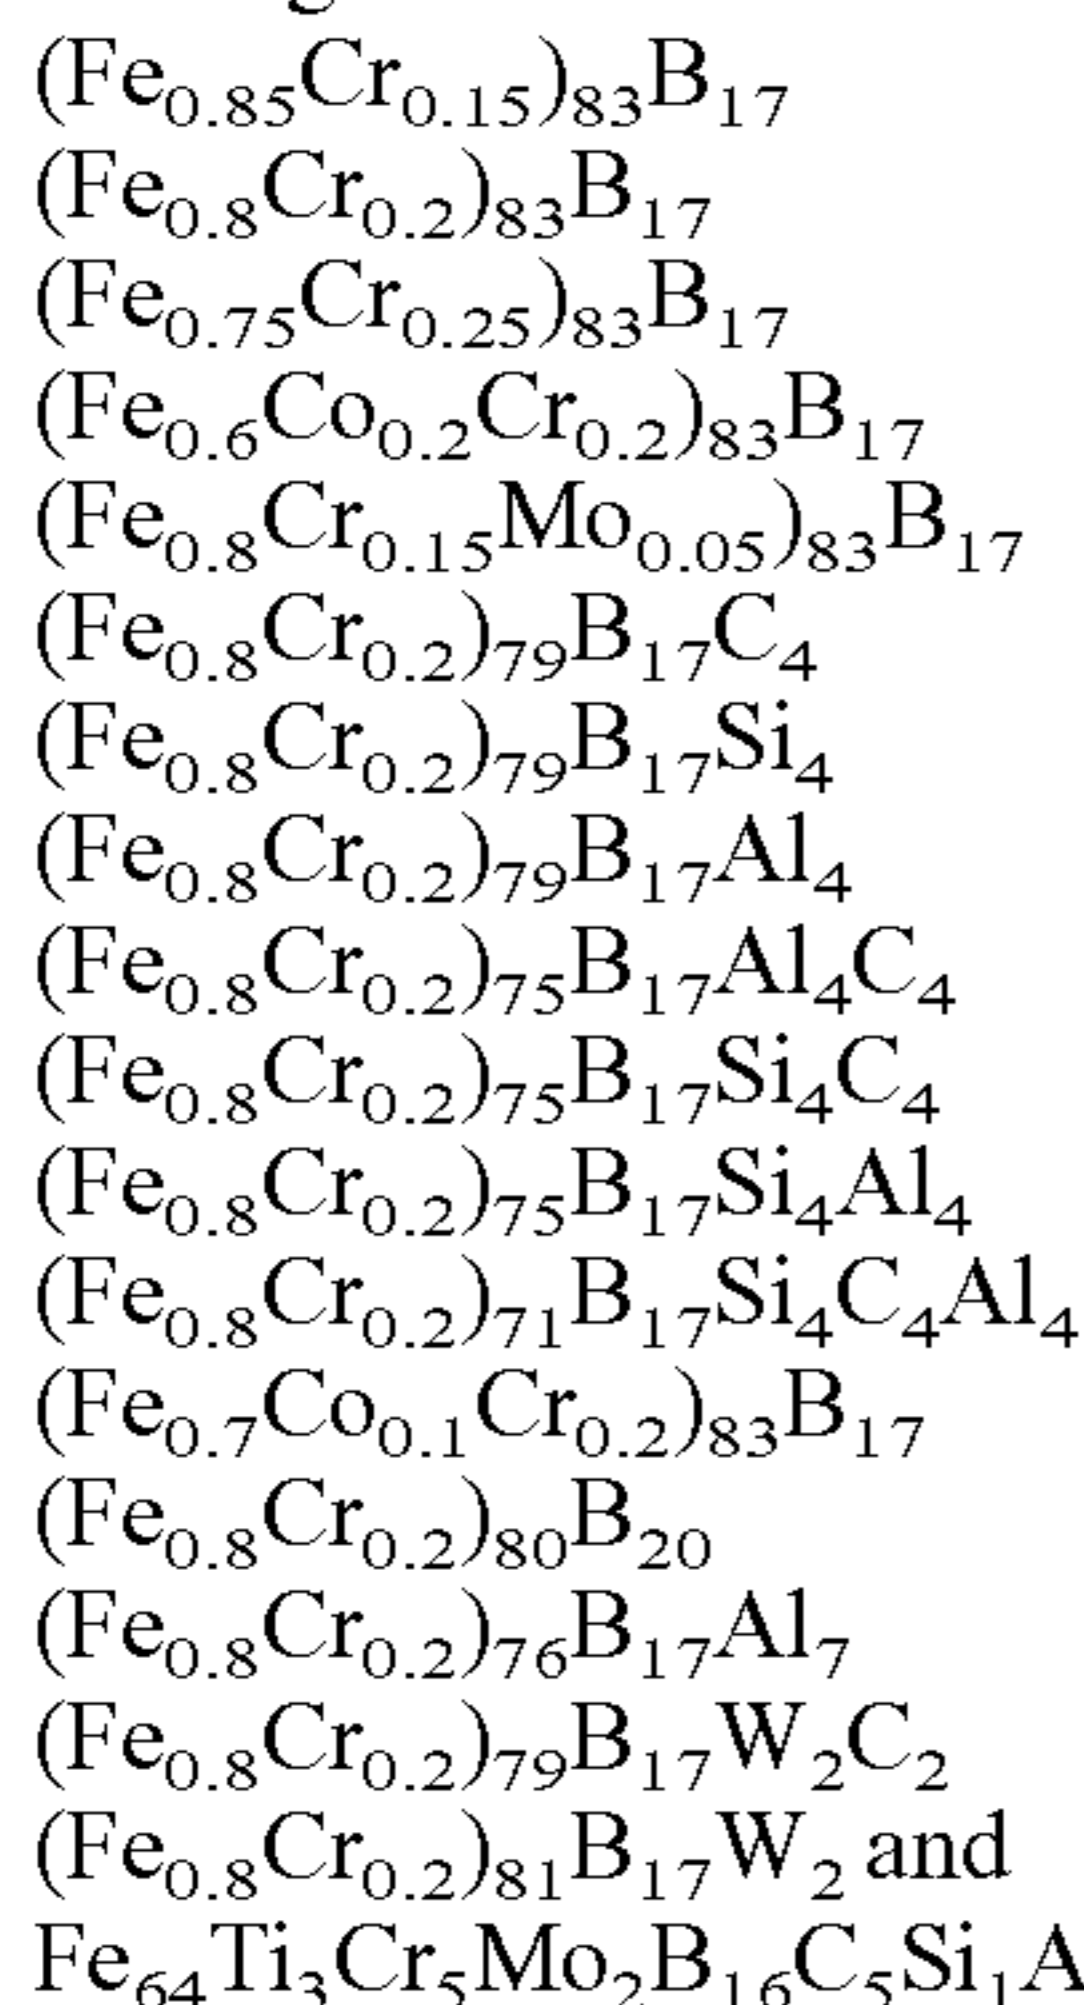 (Fe₀.₈₅Cr₀.₁₅)₈₃B₁₇
(Fe₀.₈Cr₀.₂)₈₃B₁₇
(Fe₀.₇₅Cr₀.₂₅)₈₃B₁₇
(Fe₀.₆Co₀.₂Cr₀.₂)₈₃B₁₇
(Fe₀.₈Cr₀.₁₅Mo₀.₀₅)₈₃B₁₇
(Fe₀.₈Cr₀.₂)₇₉B₁₇C₄
(Fe₀.₈Cr₀.₂)₇₉B₁₇Si₄
(Fe₀.₈Cr₀.₂)₇₉B₁₇Al₄
(Fe₀.₈Cr₀.₂)₇₅B₁₇Al₄C₄
(Fe₀.₈Cr₀.₂)₇₅B₁₇Si₄C₄
(Fe₀.₈Cr₀.₂)₇₅B₁₇Si₄Al₄
(Fe₀.₈Cr₀.₂)₇₁B₁₇Si₄C₄Al₄
(Fe₀.₇Co₀.₁Cr₀.₂)₈₃B₁₇
(Fe₀.₈Cr₀.₂)₈₀B₂₀
(Fe₀.₈Cr₀.₂)₇₆B₁₇Al₇
(Fe₀.₈Cr₀.₂)₇₉B₁₇W₂C₂
(Fe₀.₈Cr₀.₂)₈₁B₁₇W₂ and
Fe₆₄Ti₃Cr₅Mo₂B₁₆C₅Si₁A